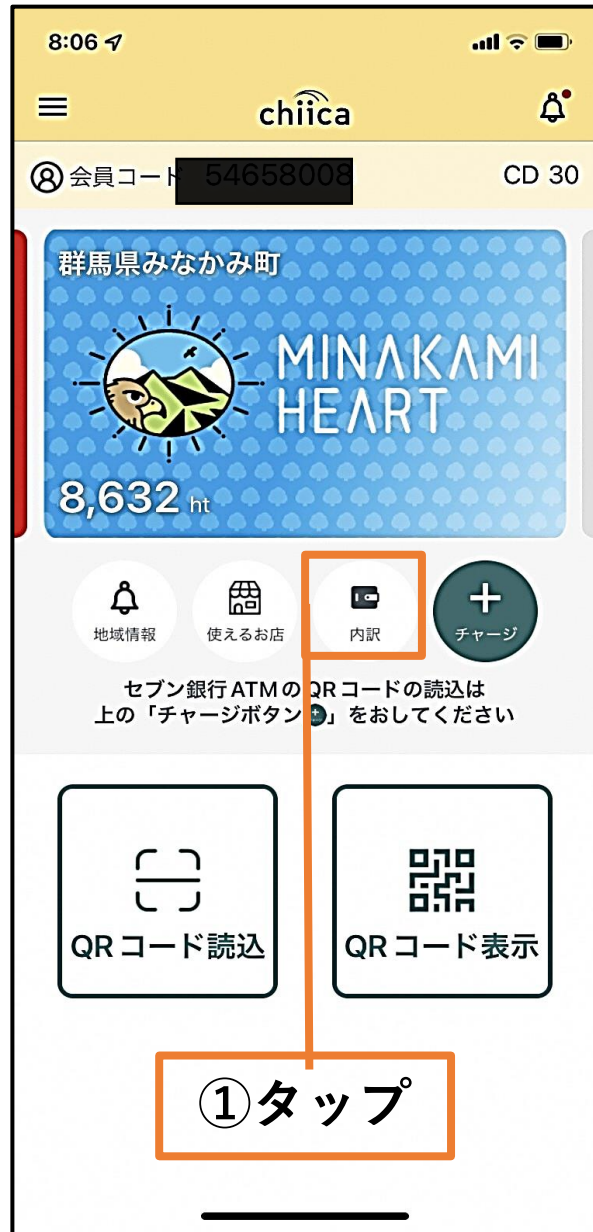 8:06
chiica
会員コード
CD 30
群馬県みなかみ町
MINAKAMI
HEART
8,632 ht
地域情報
使えるお店
内訳
チャージ
セブン銀行ATMのQRコードの読込は
上の「チャージボタン」をおしてください
QRコード読込
QRコード表示
①タップ